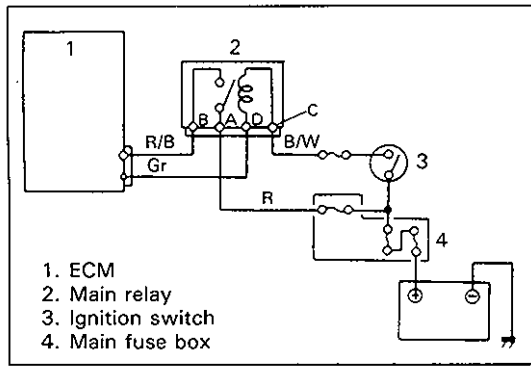 1
2
B A D C
R/B
B/W
3
Gr
R
4
1. ECM
2. Main relay
3. Ignition switch
4. Main fuse box
+ −